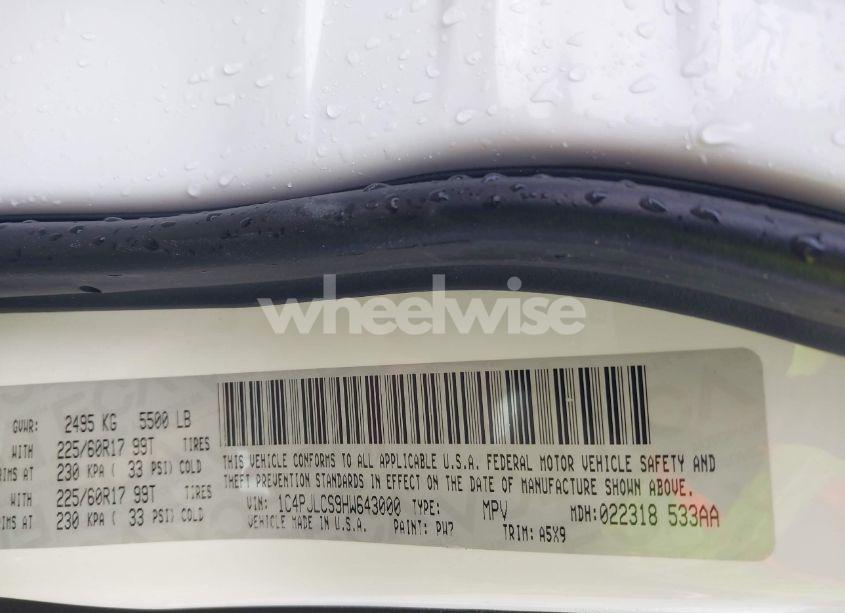 wheelwise
GVWR: 2495 KG 5500 LB
WITH 225/60R17 99T TIRES
RIMS AT 230 KPA ( 33 PSI) COLD
WITH 225/60R17 99T TIRES
RIMS AT 230 KPA ( 33 PSI) COLD
THIS VEHICLE CONFORMS TO ALL APPLICABLE U.S.A. FEDERAL MOTOR VEHICLE SAFETY AND
THEFT PREVENTION STANDARDS IN EFFECT ON THE DATE OF MANUFACTURE SHOWN ABOVE.
VIN: 1C4PJLCS9HW643000 TYPE: MPV MDH: 022318 533AA
VEHICLE MADE IN U.S.A. PAINT: PW7 TRIM: A5X9